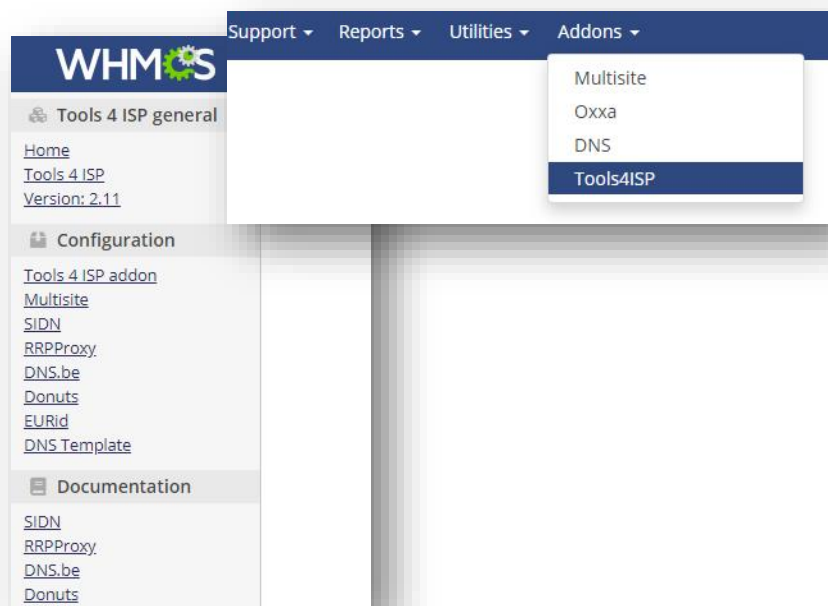 Support Reports Utilities Addons
Multisite
Oxxa
DNS
Tools4ISP
WHMCS
Tools 4 ISP general
Home
Tools 4 ISP
Version: 2.11
Configuration
Tools 4 ISP addon
Multisite
SIDN
RRPProxy
DNS.be
Donuts
EURid
DNS Template
Documentation
SIDN
RRPProxy
DNS.be
Donuts